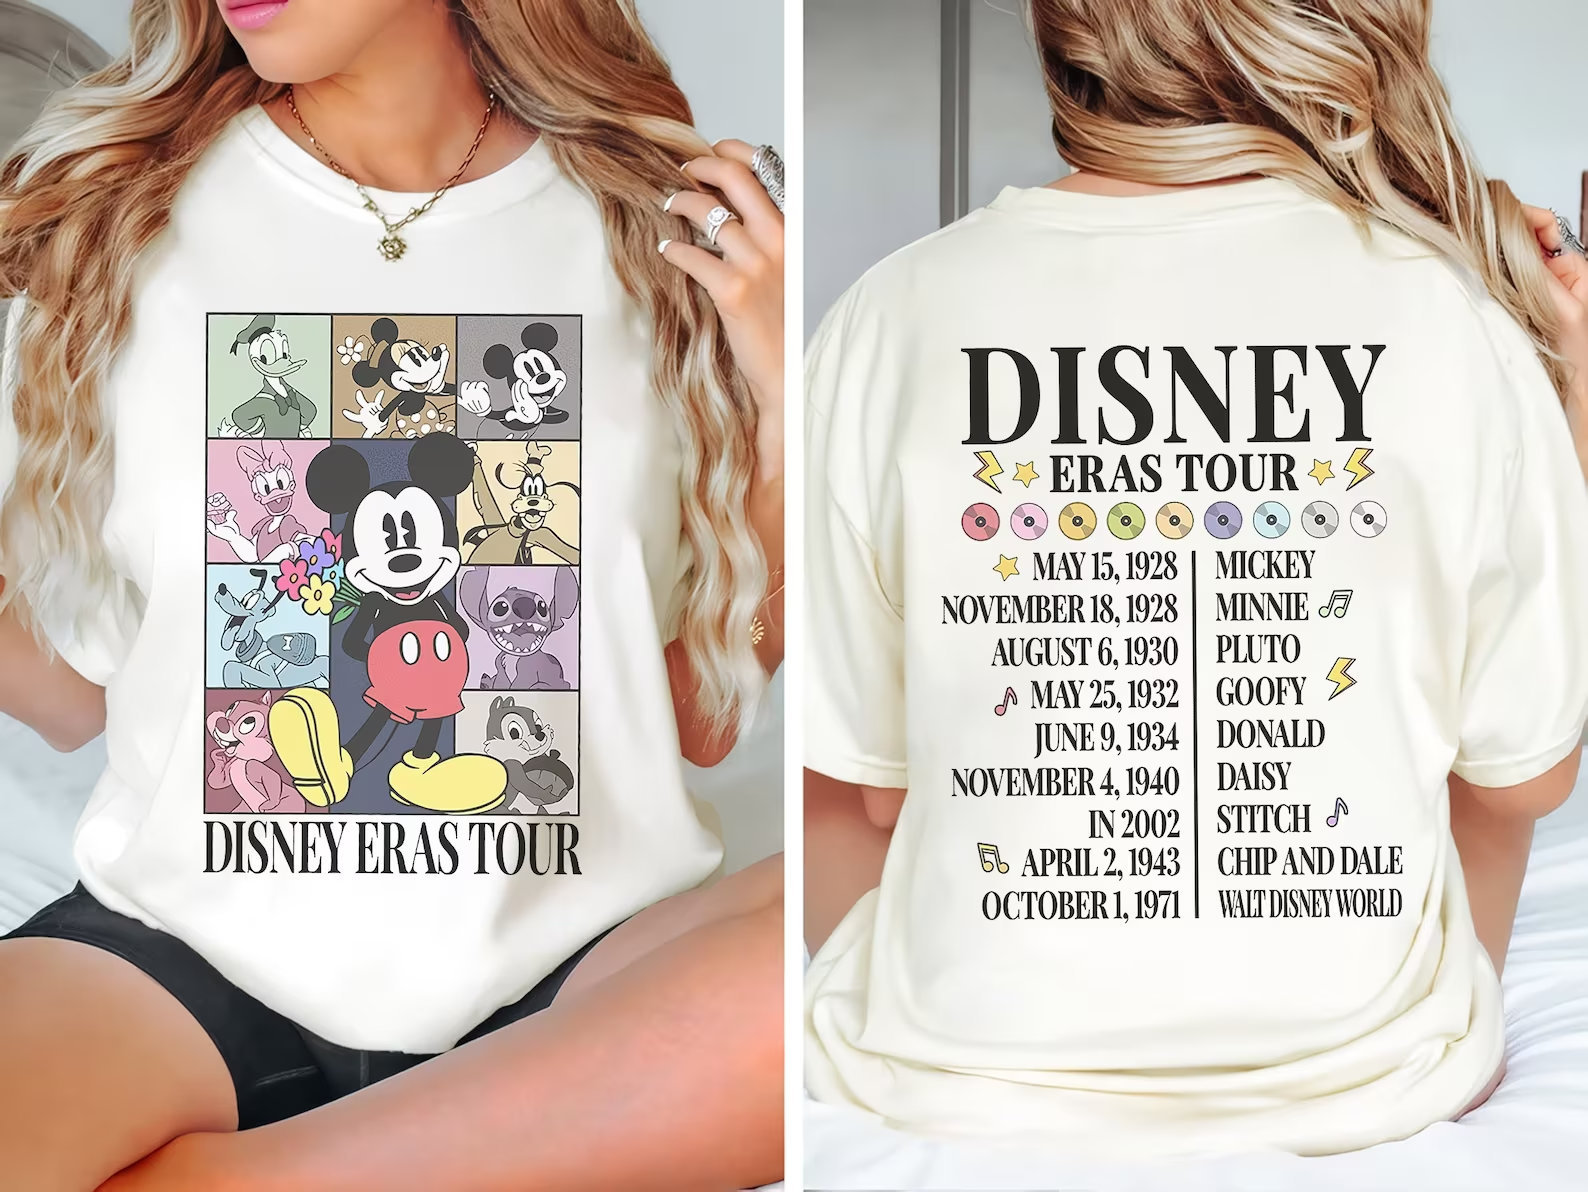 DISNEY ERAS TOUR
DISNEY
ERAS TOUR
MAY 15, 1928 MICKEY
NOVEMBER 18, 1928 MINNIE
AUGUST 6, 1930 PLUTO
MAY 25, 1932 GOOFY
JUNE 9, 1934 DONALD
NOVEMBER 4, 1940 DAISY
IN 2002 STITCH
APRIL 2, 1943 CHIP AND DALE
OCTOBER 1, 1971 WALT DISNEY WORLD